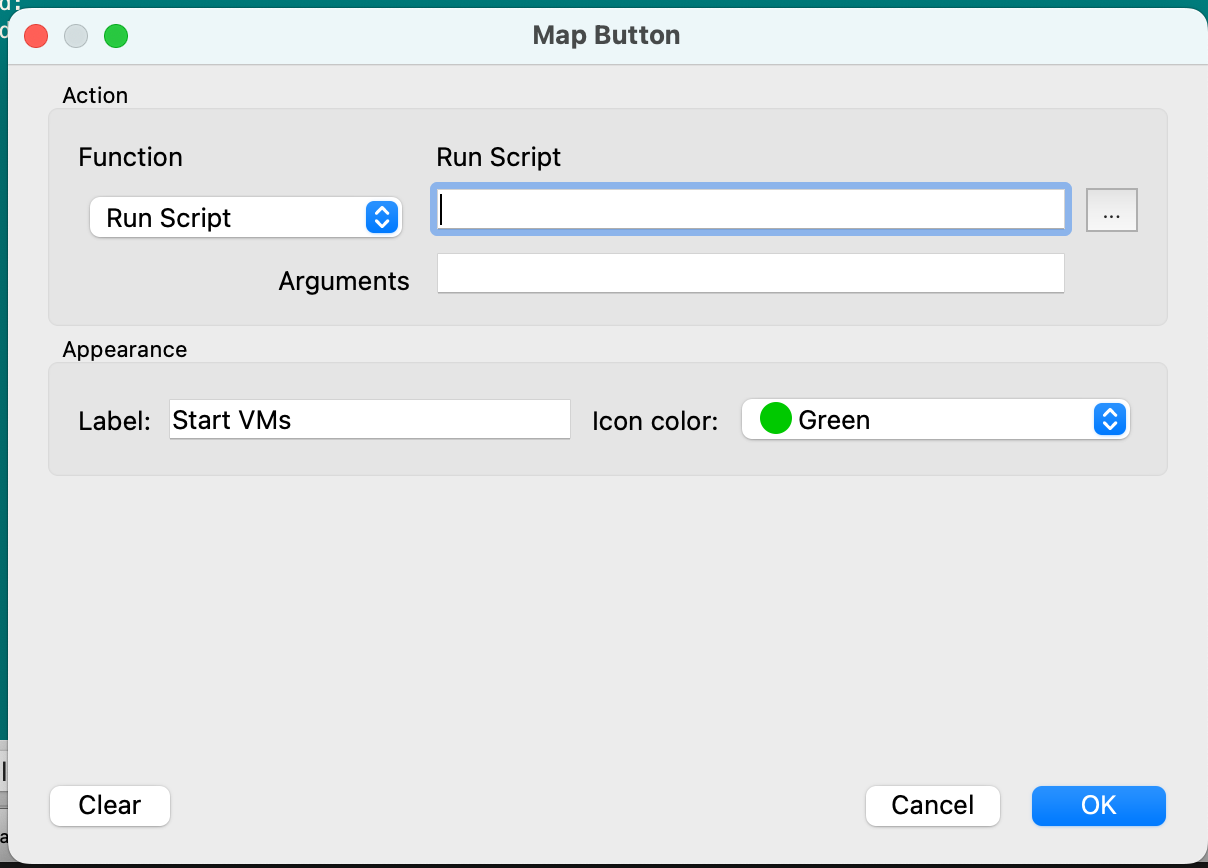 Map Button
Action
Function
Run Script
Run Script
...
Arguments
Appearance
Label:
Start VMs
Icon color:
Green
Clear
Cancel
OK